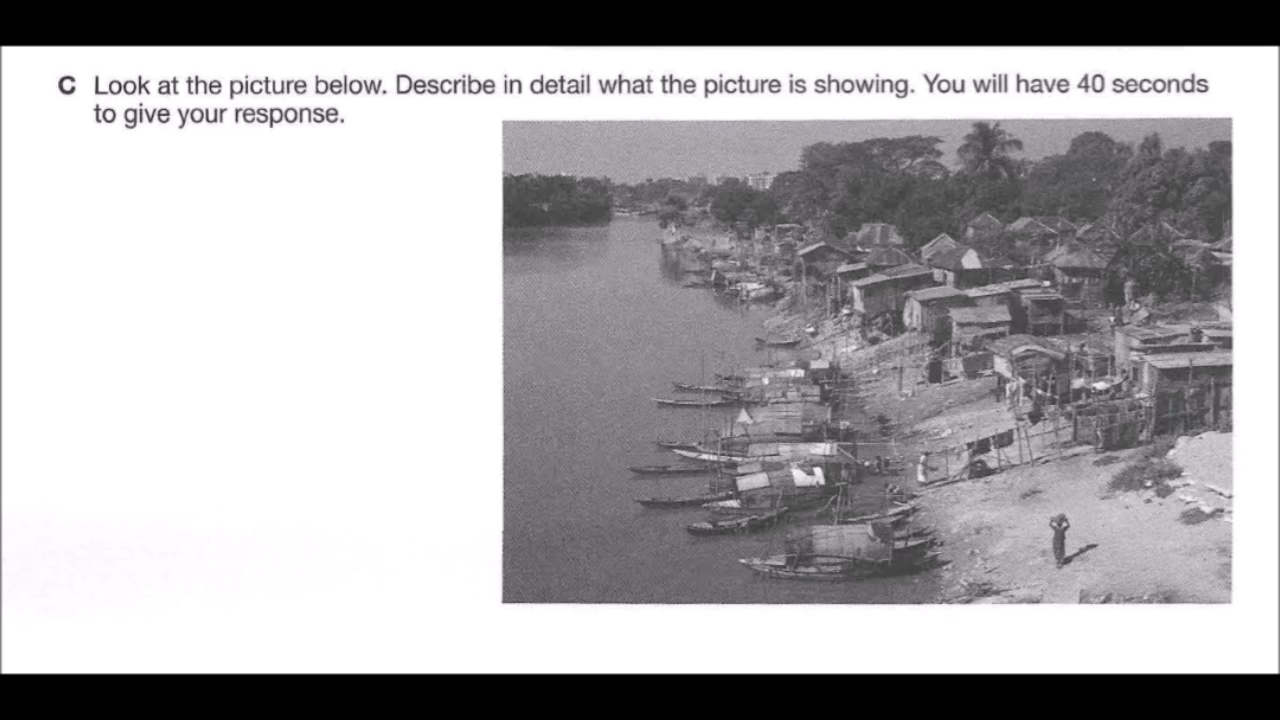 C Look at the picture below. Describe in detail what the picture is showing. You will have 40 seconds
to give your response.